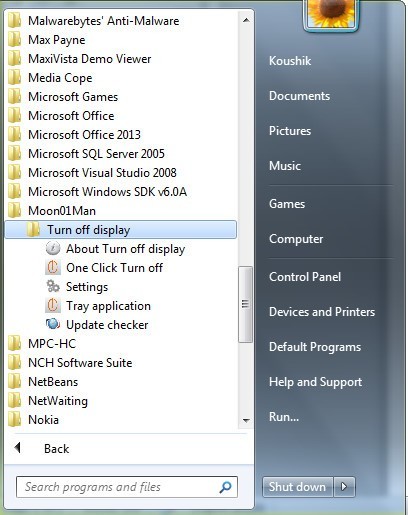 Malwarebytes' Anti-Malware
Max Payne
MaxiVista Demo Viewer
Media Cope
Microsoft Games
Microsoft Office
Microsoft Office 2013
Microsoft SQL Server 2005
Microsoft Visual Studio 2008
Microsoft Windows SDK v6.0A
Moon01Man
Turn off display
About Turn off display
One Click Turn off
Settings
Tray application
Update checker
MPC-HC
NCH Software Suite
NetBeans
NetWaiting
Nokia
Back
Search programs and files
Koushik
Documents
Pictures
Music
Games
Computer
Control Panel
Devices and Printers
Default Programs
Help and Support
Run...
Shut down